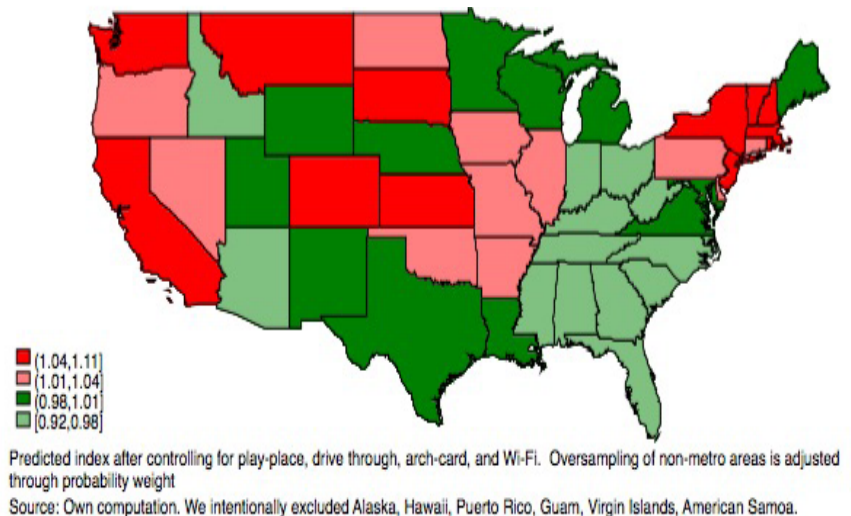 (1.04,1.11]
(1.01,1.04]
(0.98,1.01]
[0.92,0.98]
Predicted index after controlling for play-place, drive through, arch-card, and Wi-Fi.  Oversampling of non-metro areas is adjusted
through probability weight
Source: Own computation. We intentionally excluded Alaska, Hawaii, Puerto Rico, Guam, Virgin Islands, American Samoa.